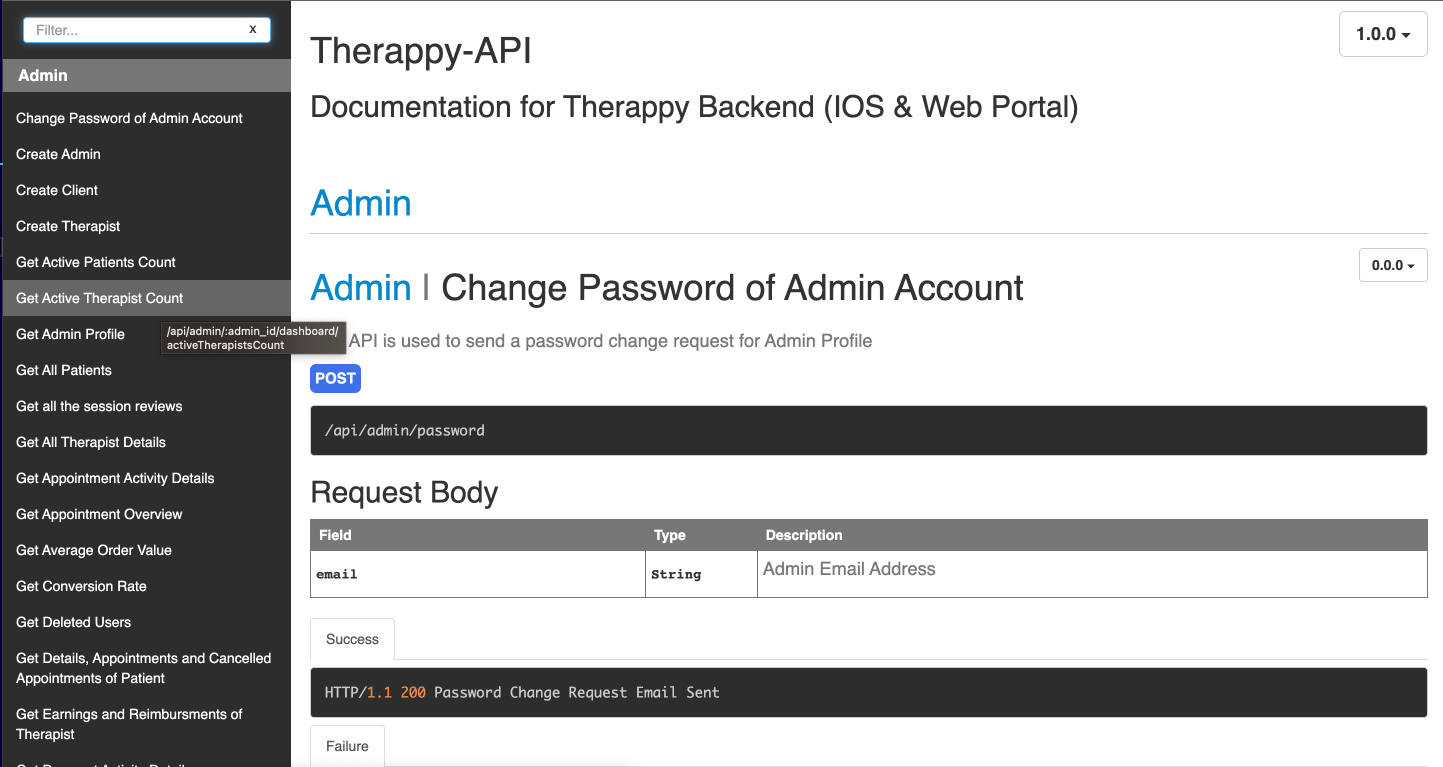 Filter...
x
Admin
Change Password of Admin Account
Create Admin
Create Client
Create Therapist
Get Active Patients Count
Get Active Therapist Count
Get Admin Profile
/api/admin/:admin_id/dashboard/
activeTherapistsCount
Get All Patients
Get all the session reviews
Get All Therapist Details
Get Appointment Activity Details
Get Appointment Overview
Get Average Order Value
Get Conversion Rate
Get Deleted Users
Get Details, Appointments and Cancelled
Appointments of Patient
Get Earnings and Reimbursments of
Therapist
Therappy-API
1.0.0
Documentation for Therappy Backend (IOS & Web Portal)
Admin
Admin | Change Password of Admin Account
0.0.0
API is used to send a password change request for Admin Profile
POST
/api/admin/password
Request Body
Field Type Description
email String Admin Email Address
Success
HTTP/1.1 200 Password Change Request Email Sent
Failure